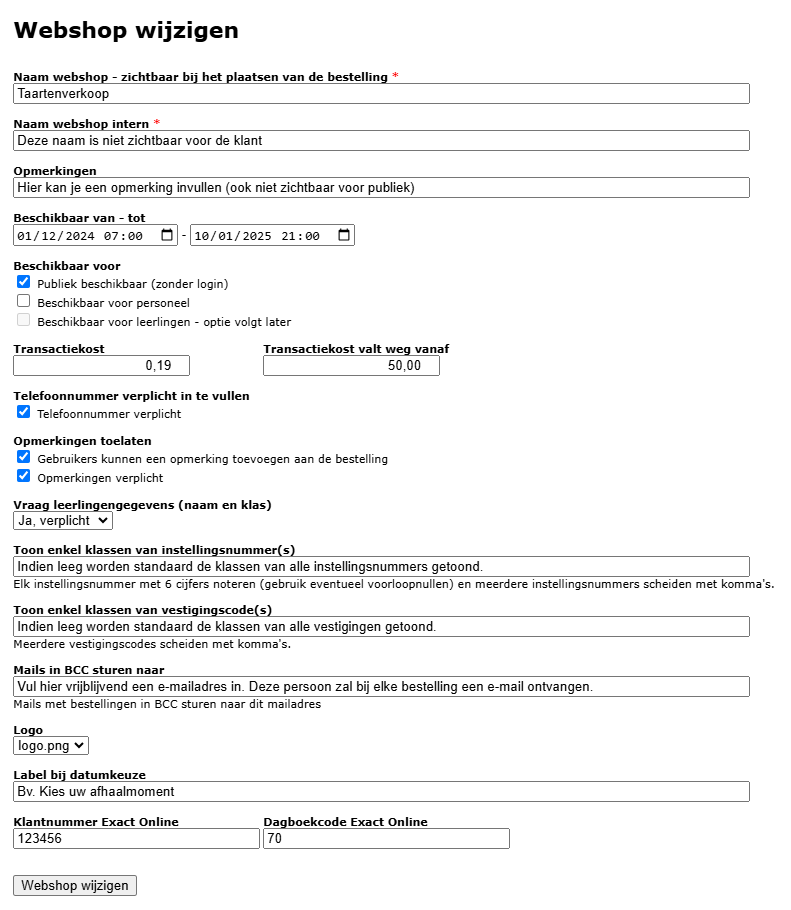 Webshop wijzigen
Naam webshop - zichtbaar bij het plaatsen van de bestelling *
Taartenverkoop
Naam webshop intern *
Deze naam is niet zichtbaar voor de klant
Opmerkingen
Hier kan je een opmerking invullen (ook niet zichtbaar voor publiek)
Beschikbaar van - tot
01/12/2024 07:00 - 10/01/2025 21:00
Beschikbaar voor
Publiek beschikbaar (zonder login)
Beschikbaar voor personeel
Beschikbaar voor leerlingen - optie volgt later
Transactiekost Transactiekost valt weg vanaf
0,19 50,00
Telefoonnummer verplicht in te vullen
Telefoonnummer verplicht
Opmerkingen toelaten
Gebruikers kunnen een opmerking toevoegen aan de bestelling
Opmerkingen verplicht
Vraag leerlingengegevens (naam en klas)
Ja, verplicht
Toon enkel klassen van instellingsnummer(s)
Indien leeg worden standaard de klassen van alle instellingsnummers getoond.
Elk instellingsnummer met 6 cijfers noteren (gebruik eventueel voorloopnullen) en meerdere instellingsnummers scheiden met komma's.
Toon enkel klassen van vestigingscode(s)
Indien leeg worden standaard de klassen van alle vestigingen getoond.
Meerdere vestigingscodes scheiden met komma's.
Mails in BCC sturen naar
Vul hier vrijblijvend een e-mailadres in. Deze persoon zal bij elke bestelling een e-mail ontvangen.
Mails met bestellingen in BCC sturen naar dit mailadres
Logo
logo.png
Label bij datumkeuze
Bv. Kies uw afhaalmoment
Klantnummer Exact Online Dagboekcode Exact Online
123456 70
Webshop wijzigen